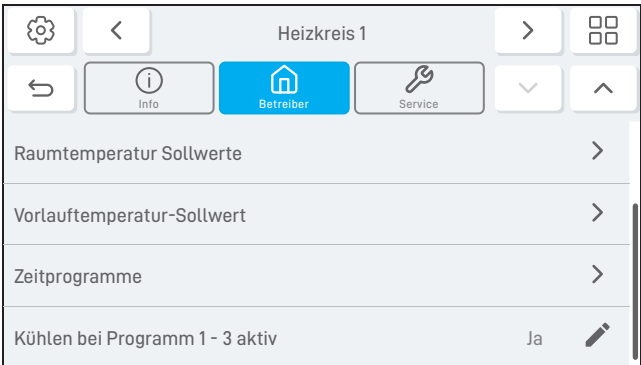 Heizkreis 1
Info
Betreiber
Service
Raumtemperatur Sollwerte
Vorlauftemperatur-Sollwert
Zeitprogramme
Kühlen bei Programm 1 - 3 aktiv Ja